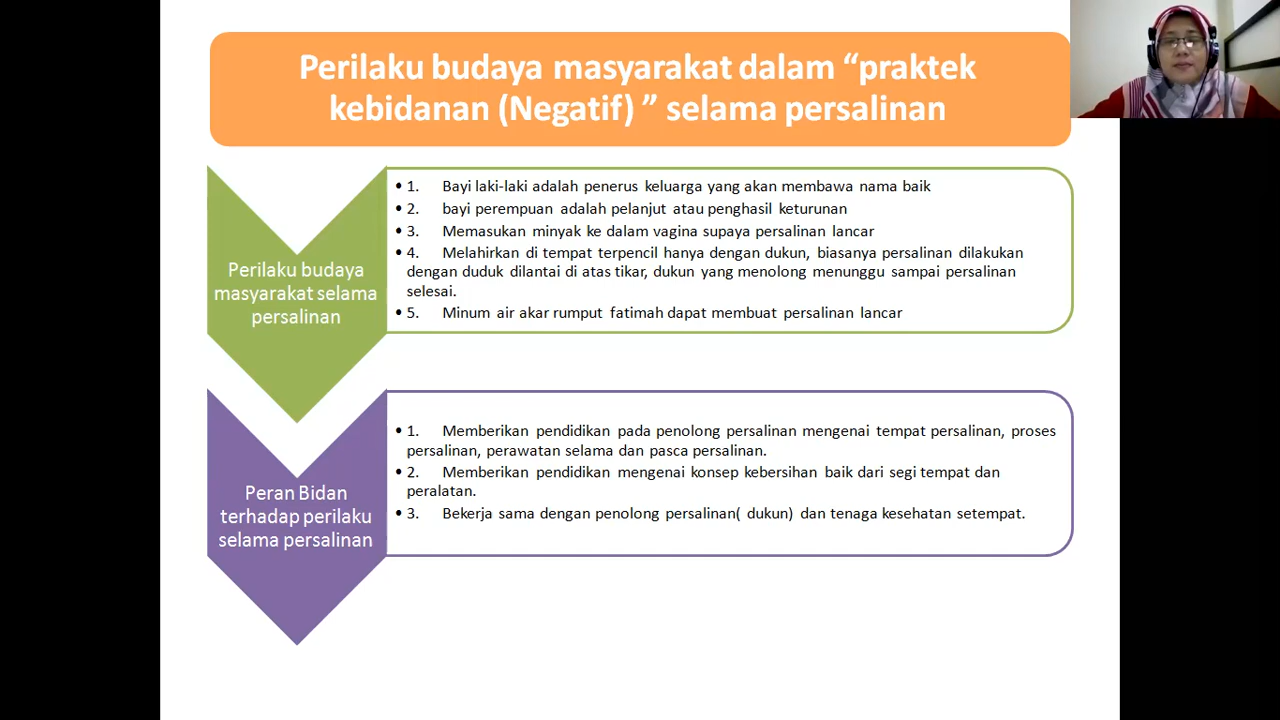 Perilaku budaya masyarakat dalam “praktek
kebidanan (Negatif) ” selama persalinan
Perilaku budaya
masyarakat selama
persalinan
• 1. Bayi laki-laki adalah penerus keluarga yang akan membawa nama baik
• 2. bayi perempuan adalah pelanjut atau penghasil keturunan
• 3. Memasukan minyak ke dalam vagina supaya persalinan lancar
• 4. Melahirkan di tempat terpencil hanya dengan dukun, biasanya persalinan dilakukan
dengan duduk dilantai di atas tikar, dukun yang menolong menunggu sampai persalinan
selesai.
• 5. Minum air akar rumput fatimah dapat membuat persalinan lancar
Peran Bidan
terhadap perilaku
selama persalinan
• 1. Memberikan pendidikan pada penolong persalinan mengenai tempat persalinan, proses
persalinan, perawatan selama dan pasca persalinan.
• 2. Memberikan pendidikan mengenai konsep kebersihan baik dari segi tempat dan
peralatan.
• 3. Bekerja sama dengan penolong persalinan( dukun) dan tenaga kesehatan setempat.